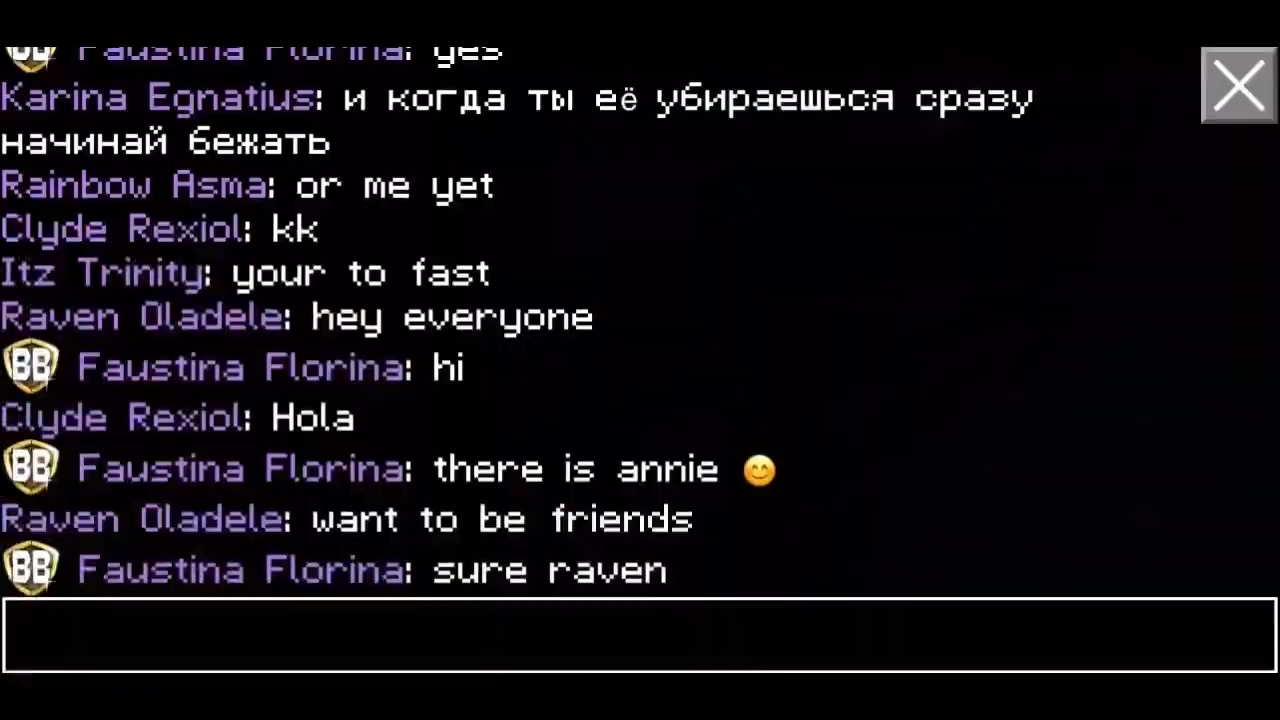 BB Faustina Florina: yes
Karina Egnatius: и когда ты её убираешься сразу
начинай бежать
Rainbow Asma: or me yet
Clyde Rexiol: kk
Itz Trinity: your to fast
Raven Oladele: hey everyone
BB Faustina Florina: hi
Clyde Rexiol: Hola
BB Faustina Florina: there is annie 😊
Raven Oladele: want to be friends
BB Faustina Florina: sure raven